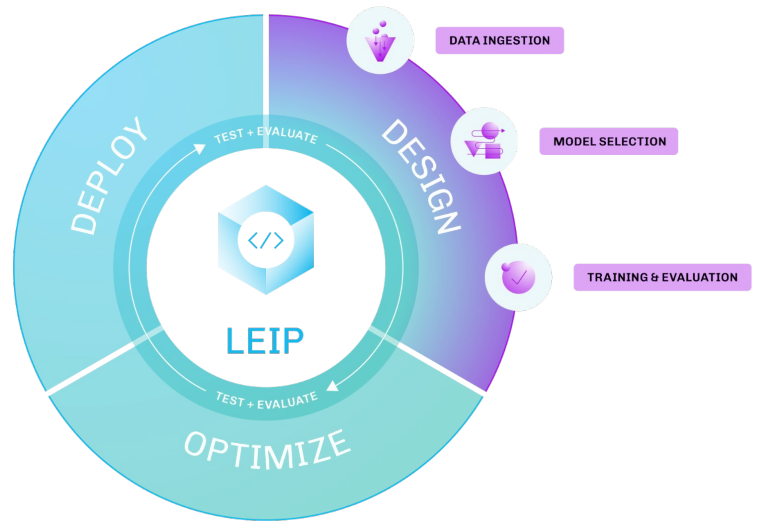 DATA INGESTION
MODEL SELECTION
TRAINING & EVALUATION
DESIGN
DEPLOY
OPTIMIZE
TEST + EVALUATE
</>
LEIP
TEST + EVALUATE